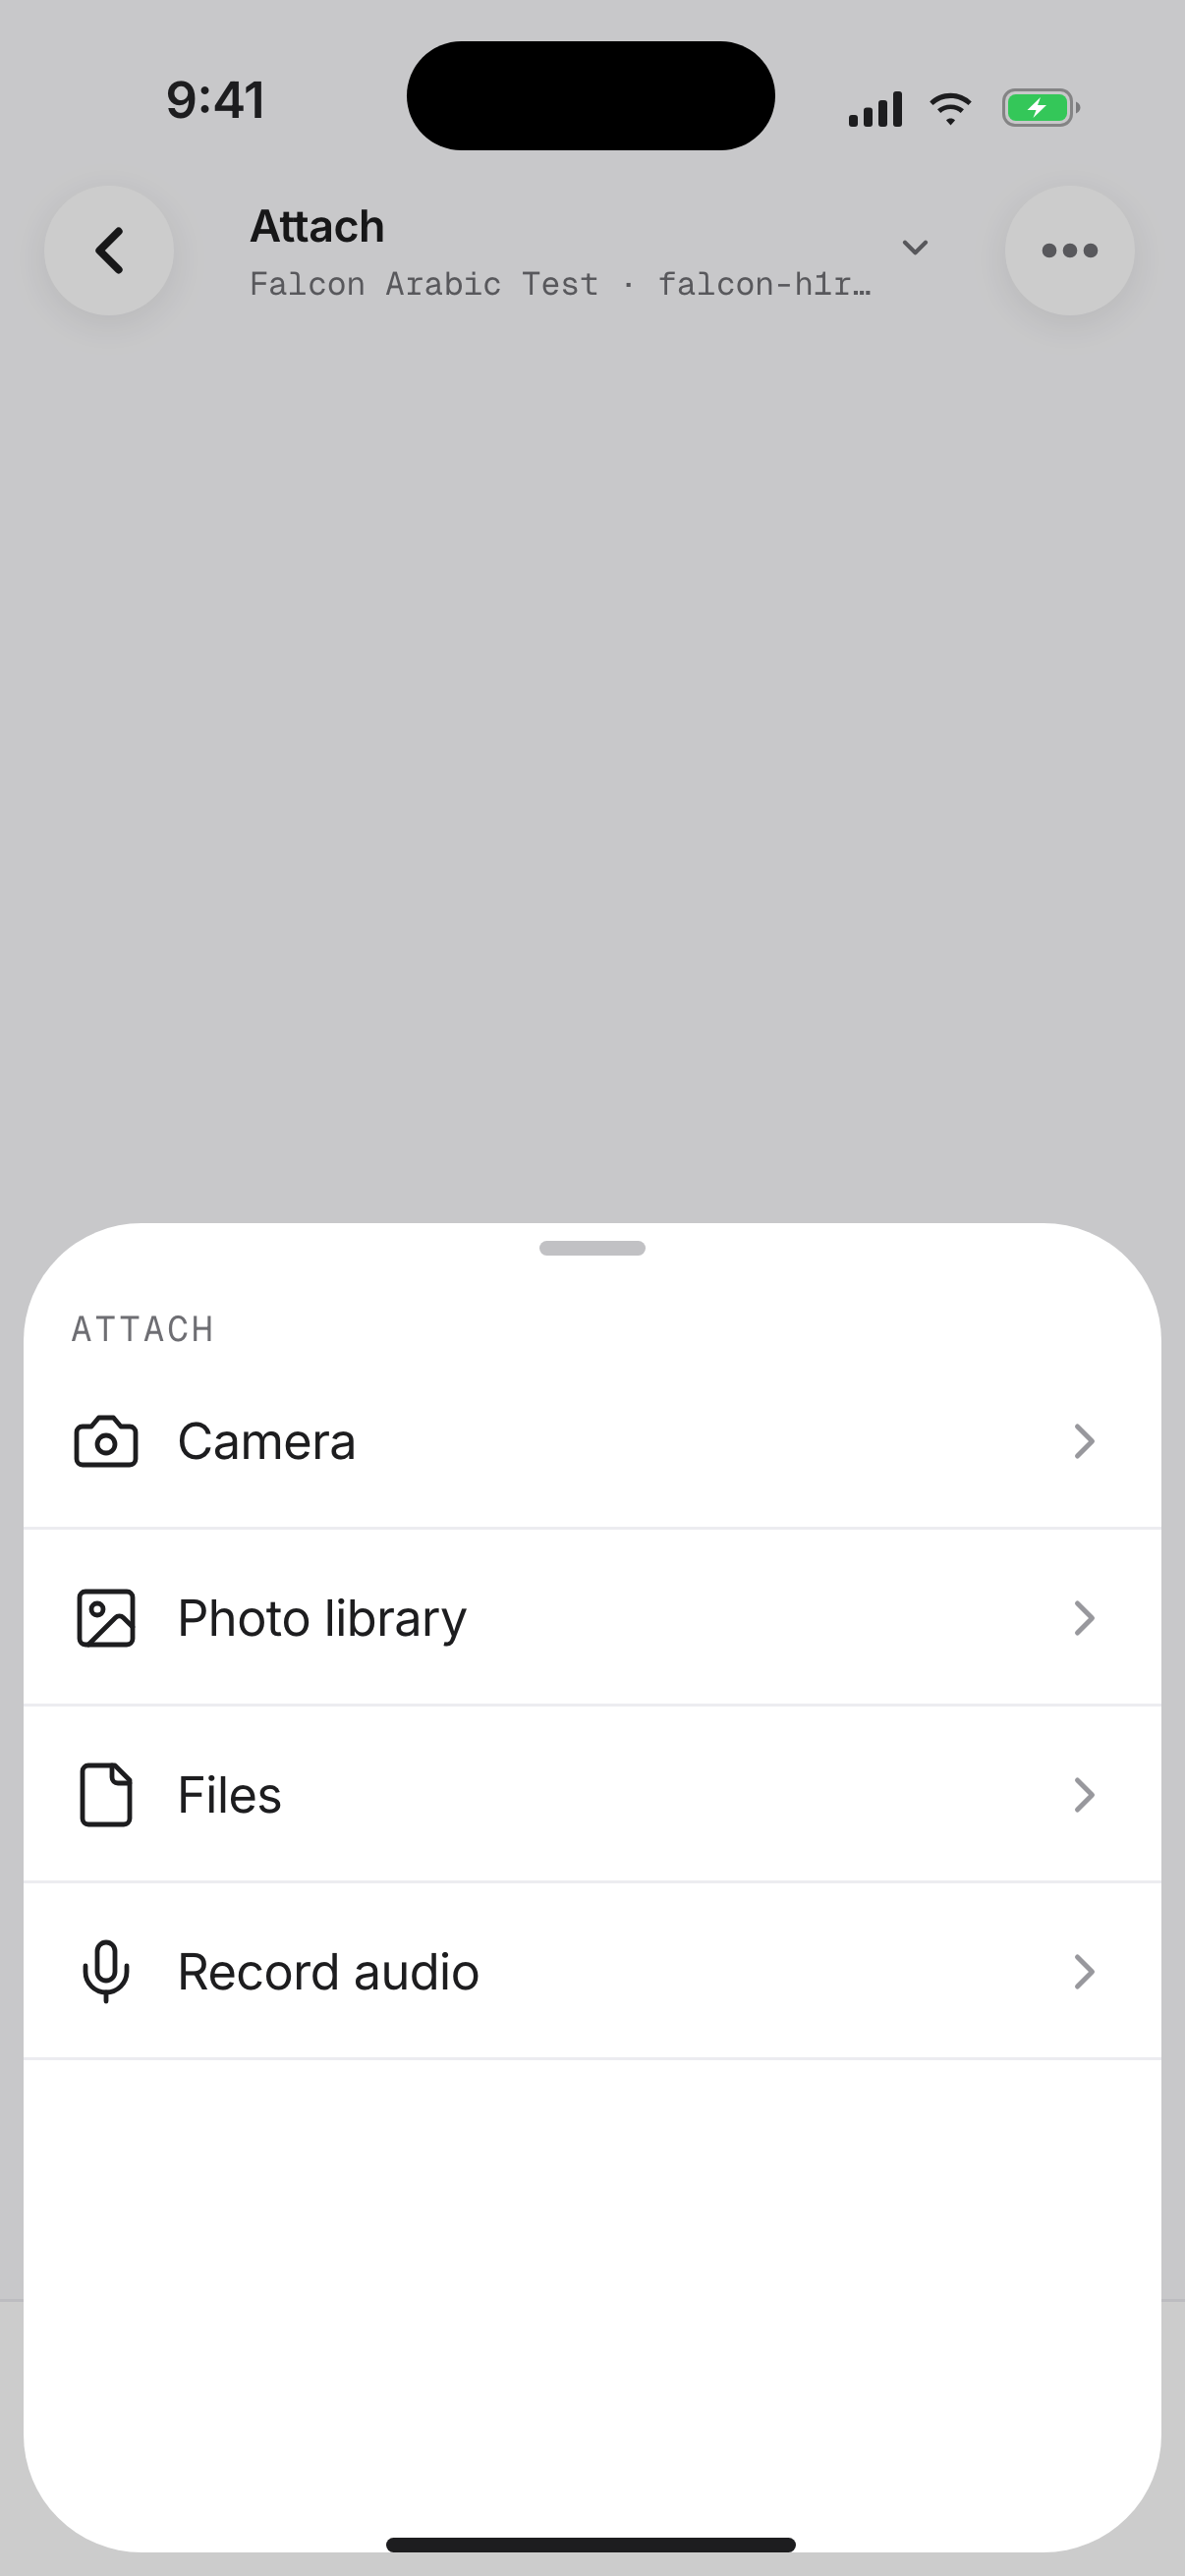 9:41
Attach
Falcon Arabic Test · falcon-h1r…
ATTACH
Camera
Photo library
Files
Record audio